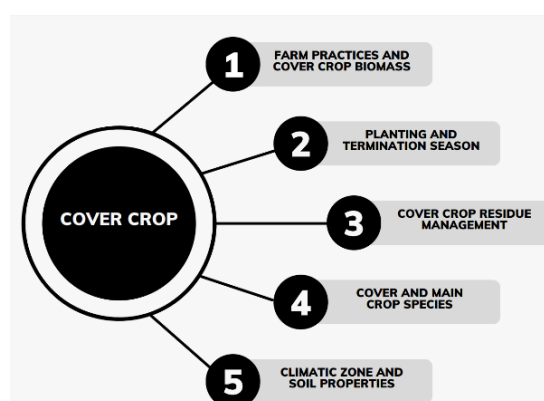 COVER CROP
1
FARM PRACTICES AND
COVER CROP BIOMASS
2
PLANTING AND
TERMINATION SEASON
3
COVER CROP RESIDUE
MANAGEMENT
4
COVER AND MAIN
CROP SPECIES
5
CLIMATIC ZONE AND
SOIL PROPERTIES